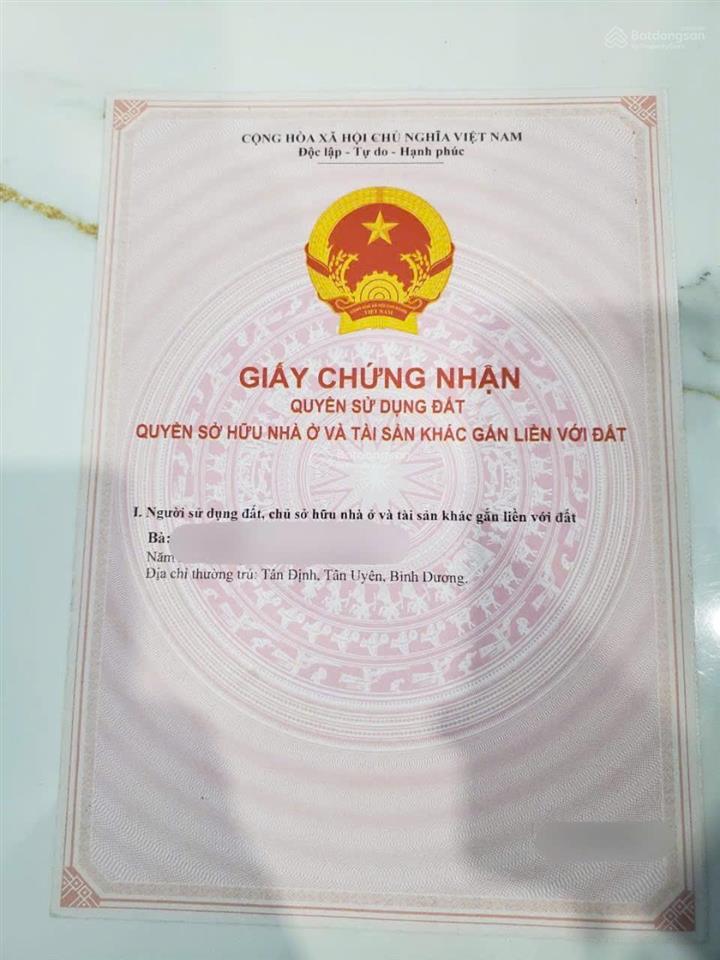 Batdongsan
by PropertyGuru
CỘNG HÒA XÃ HỘI CHỦ NGHĨA VIỆT NAM
Độc lập - Tự do - Hạnh phúc
VIỆT NAM
GIẤY CHỨNG NHẬN
QUYỀN SỬ DỤNG ĐẤT
QUYỀN SỞ HỮU NHÀ Ở VÀ TÀI SẢN KHÁC GẮN LIỀN VỚI ĐẤT
Batdongsan
I. Người sử dụng đất, chủ sở hữu nhà ở và tài sản khác gắn liền với đất
Bà:
Năm
Địa chỉ thường trú: Tân Định, Tân Uyên, Bình Dương.